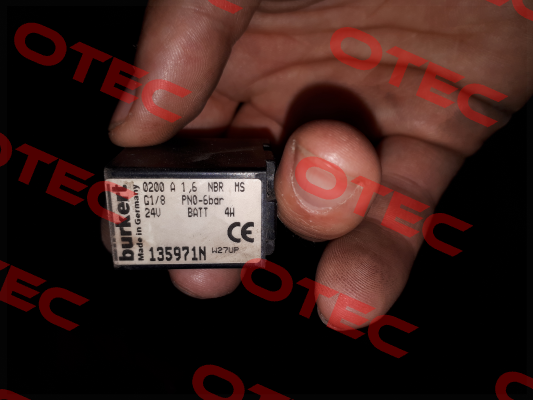 burkert
Made in Germany
0200 A 1,6 NBR MS
G1/8 PN0-6bar
24V BATT 4W
CE
135971N W27UP
OTEC
OTEC
OTEC
OTEC
OTEC
OTEC
OTEC
OTEC